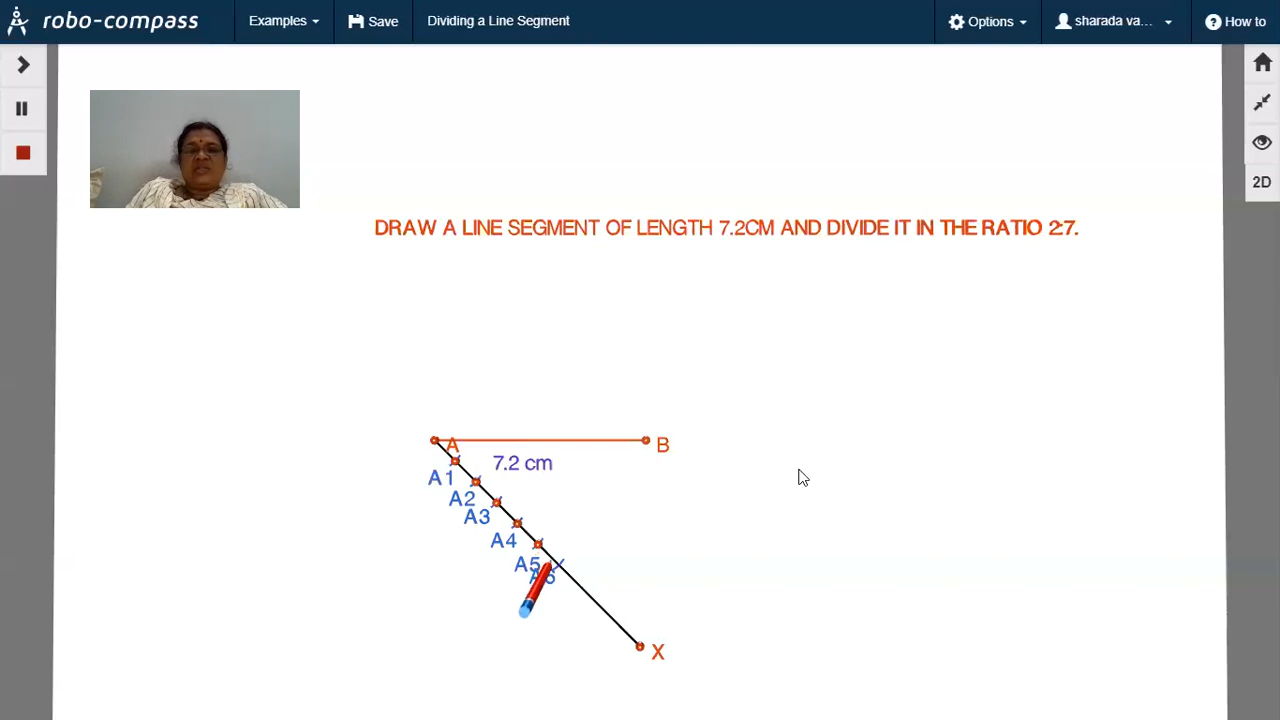 robo-compass Examples Save Dividing a Line Segment Options sharada va... How to
2D
DRAW A LINE SEGMENT OF LENGTH 7.2CM AND DIVIDE IT IN THE RATIO 2:7.
A B
7.2 cm
A1
A2
A3
A4
A5
A6
X